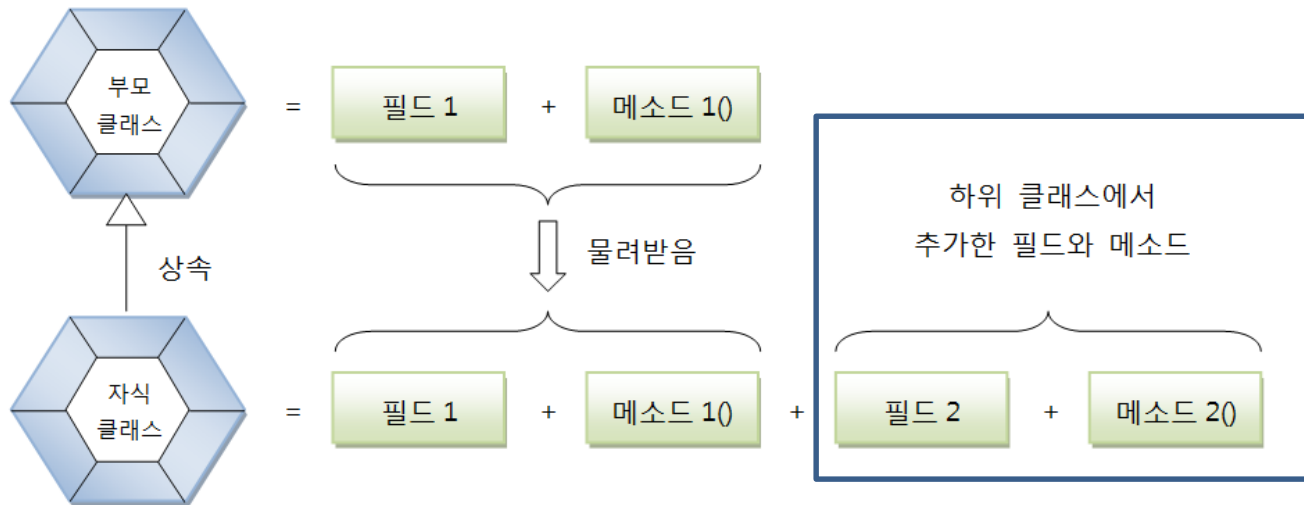 부모
클래스
=
필드 1
+
메소드 1()
하위 클래스에서
추가한 필드와 메소드
물려받음
상속
자식
클래스
=
필드 1
+
메소드 1()
+
필드 2
+
메소드 2()